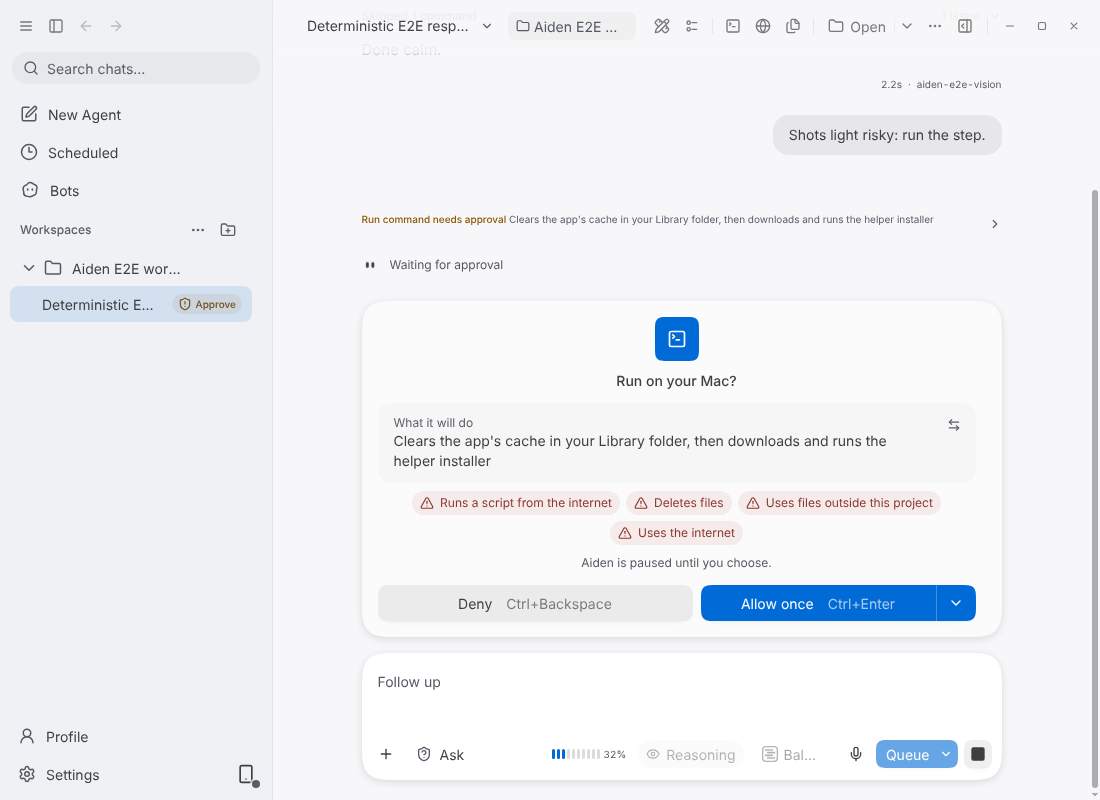 Deterministic E2E resp...
Aiden E2E ...
Open
Search chats...
Done calm.
New Agent
Scheduled
Bots
Workspaces
Aiden E2E wor...
Deterministic E...
Approve
Profile
Settings
2.2s · aiden-e2e-vision
Shots light risky: run the step.
Run command needs approval Clears the app's cache in your Library folder, then downloads and runs the helper installer
Waiting for approval
Run on your Mac?
What it will do
Clears the app's cache in your Library folder, then downloads and runs the
helper installer
Runs a script from the internet
Deletes files
Uses files outside this project
Uses the internet
Aiden is paused until you choose.
Deny Ctrl+Backspace
Allow once Ctrl+Enter
Follow up
Ask
32%
Reasoning
Bal...
Queue